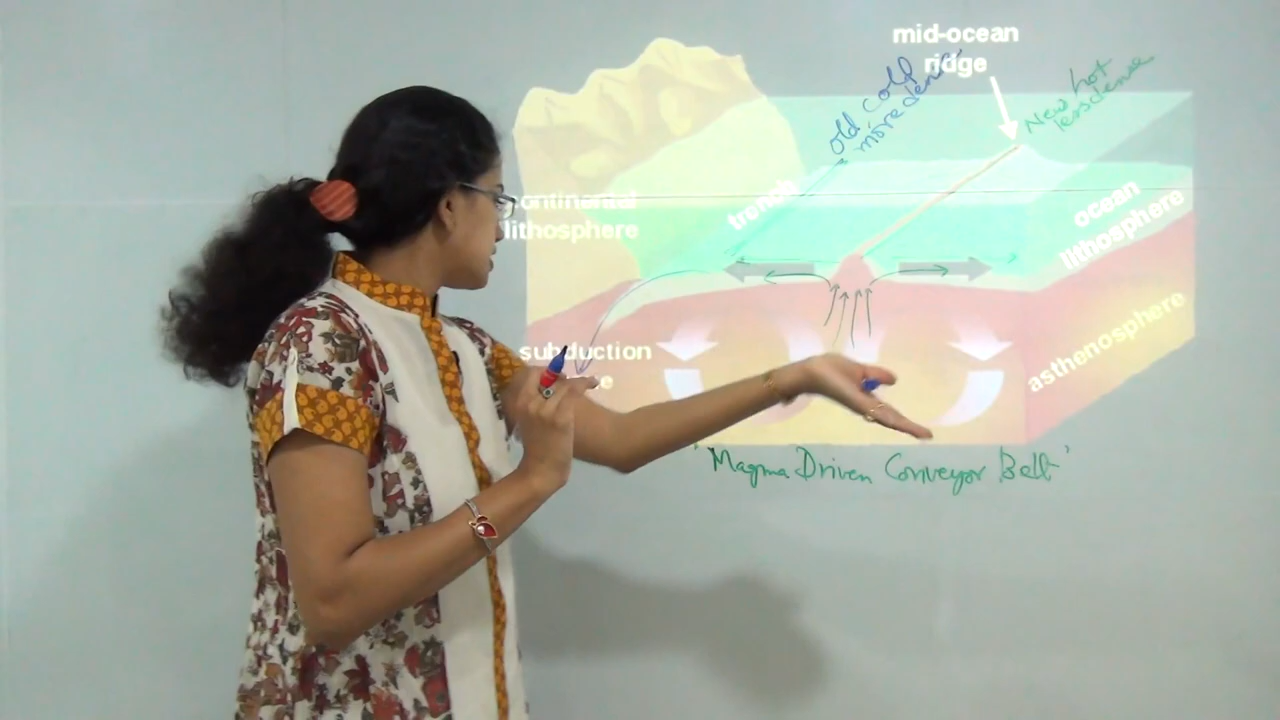 mid-ocean
ridge
old cold
more dense
New hot
less dense
continental
lithosphere
trench
ocean
lithosphere
subduction
asthenosphere
"Magma Driven Conveyor Belt"